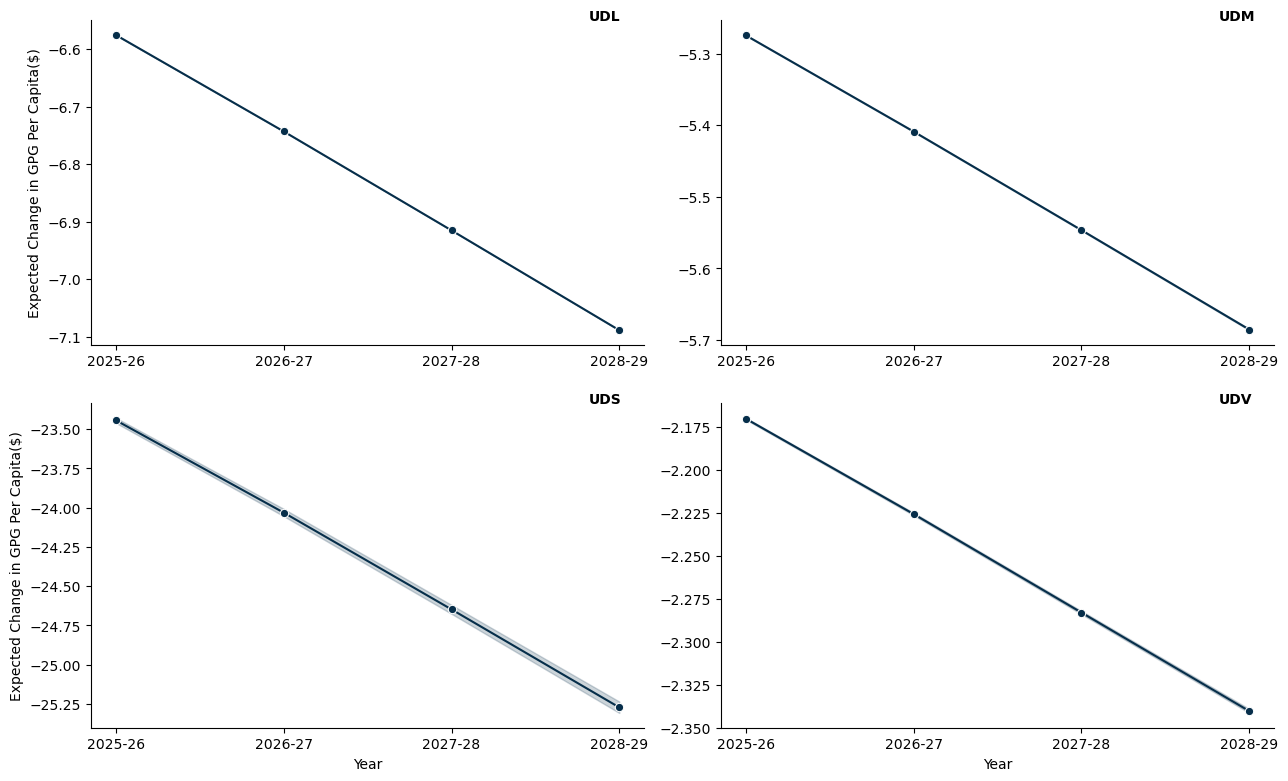 UDL
Expected Change in GPG Per Capita($)
−6.6
−6.7
−6.8
−6.9
−7.0
−7.1
2025-26 2026-27 2027-28 2028-29
UDM
−5.3
−5.4
−5.5
−5.6
−5.7
2025-26 2026-27 2027-28 2028-29
UDS
Expected Change in GPG Per Capita($)
−23.50
−23.75
−24.00
−24.25
−24.50
−24.75
−25.00
−25.25
2025-26 2026-27 2027-28 2028-29
Year
UDV
−2.175
−2.200
−2.225
−2.250
−2.275
−2.300
−2.325
−2.350
2025-26 2026-27 2027-28 2028-29
Year